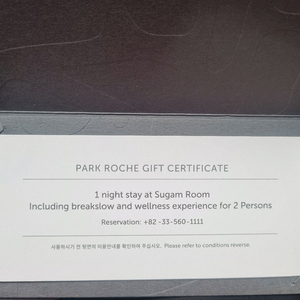 PARK ROCHE GIFT CERTIFICATE
1 night stay at Sugam Room
Including breakslow and wellness experience for 2 Persons
Reservation: +82 -33-560-1111
사용하시기 전 뒷면의 이용안내를 확인하여 주십시오. Please refer to conditions reverse.